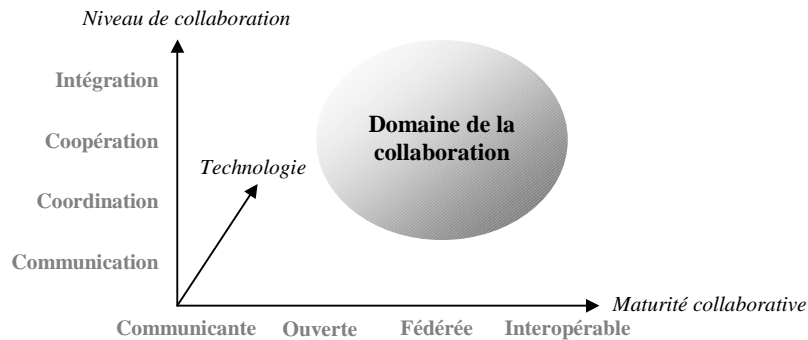 Niveau de collaboration
Intégration
Coopération
Coordination
Communication
Technologie
Domaine de la
collaboration
Maturité collaborative
Communicante Ouverte Fédérée Interopérable